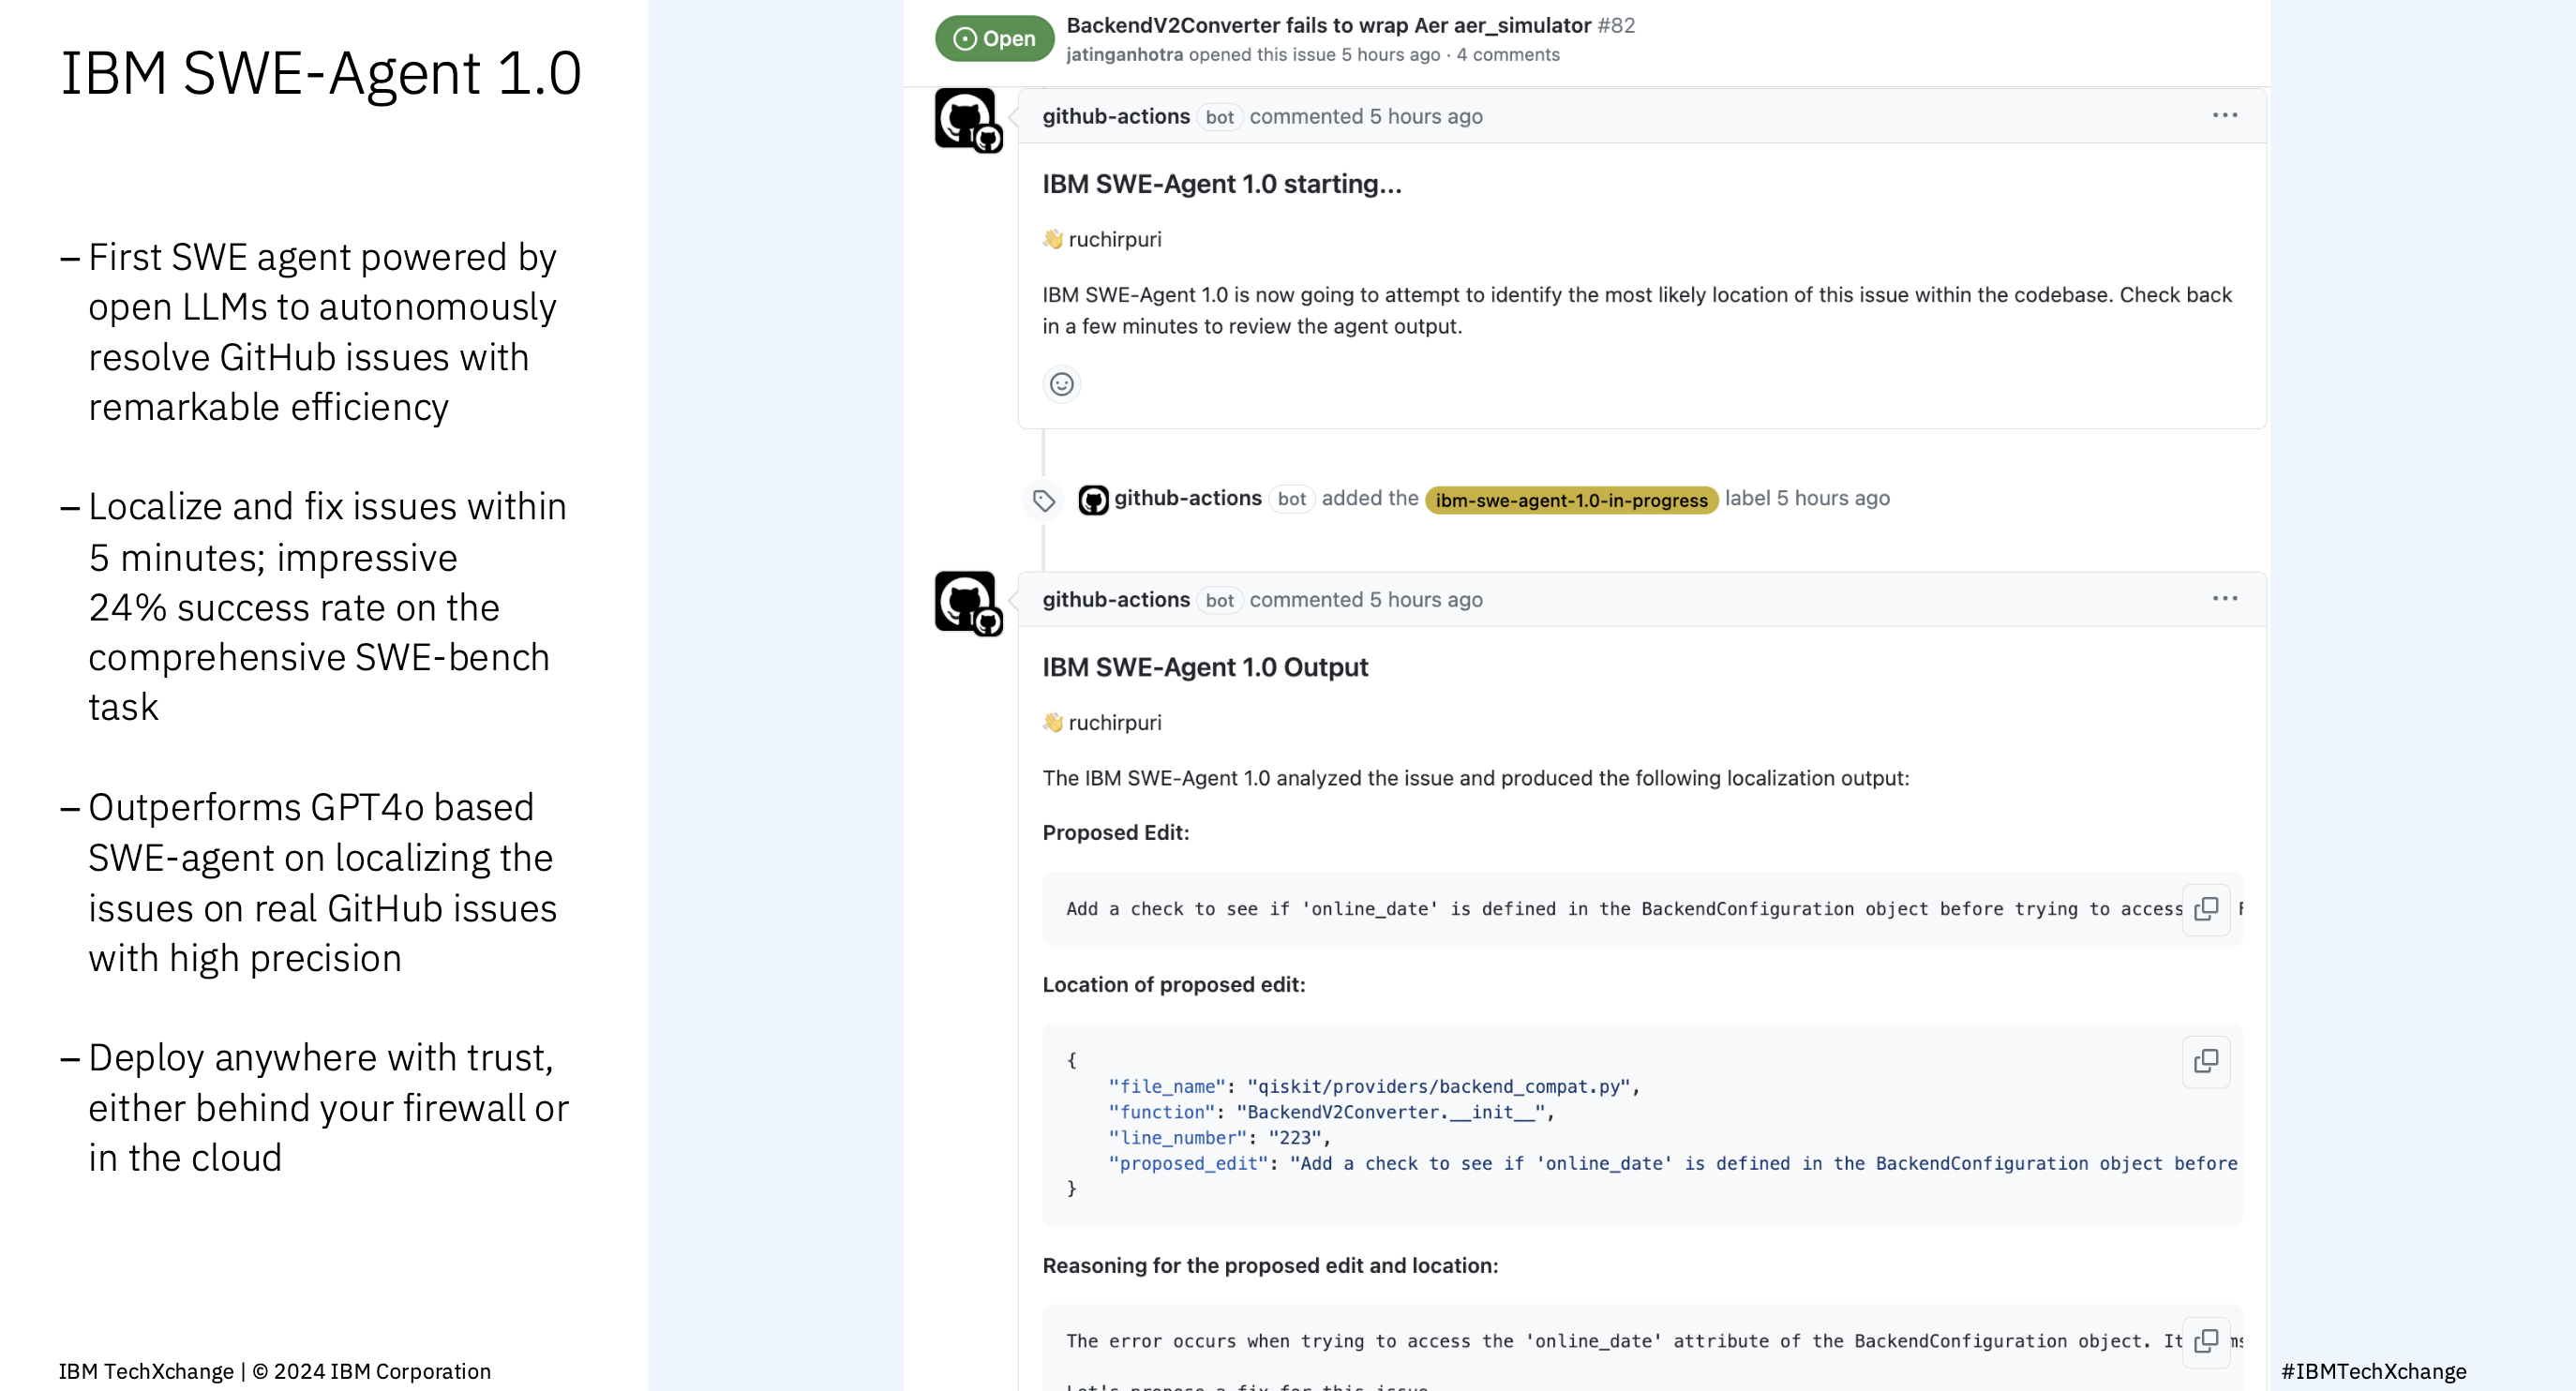 IBM SWE-Agent 1.0
– First SWE agent powered by
open LLMs to autonomously
resolve GitHub issues with
remarkable efficiency
– Localize and fix issues within
5 minutes; impressive
24% success rate on the
comprehensive SWE-bench
task
– Outperforms GPT4o based
SWE-agent on localizing the
issues on real GitHub issues
with high precision
– Deploy anywhere with trust,
either behind your firewall or
in the cloud
IBM TechXchange | © 2024 IBM Corporation
Open
BackendV2Converter fails to wrap Aer aer_simulator #82
jatinganhotra opened this issue 5 hours ago · 4 comments
github-actions bot commented 5 hours ago
IBM SWE-Agent 1.0 starting...
👋 ruchirpuri
IBM SWE-Agent 1.0 is now going to attempt to identify the most likely location of this issue within the codebase. Check back
in a few minutes to review the agent output.
github-actions bot added the ibm-swe-agent-1.0-in-progress label 5 hours ago
github-actions bot commented 5 hours ago
IBM SWE-Agent 1.0 Output
👋 ruchirpuri
The IBM SWE-Agent 1.0 analyzed the issue and produced the following localization output:
Proposed Edit:
Add a check to see if 'online_date' is defined in the BackendConfiguration object before trying to access
Location of proposed edit:
{
"file_name": "qiskit/providers/backend_compat.py",
"function": "BackendV2Converter.__init__",
"line_number": "223",
"proposed_edit": "Add a check to see if 'online_date' is defined in the BackendConfiguration object before
}
Reasoning for the proposed edit and location:
The error occurs when trying to access the 'online_date' attribute of the BackendConfiguration object. It
Let's propose a fix for this issue
#IBMTechXchange